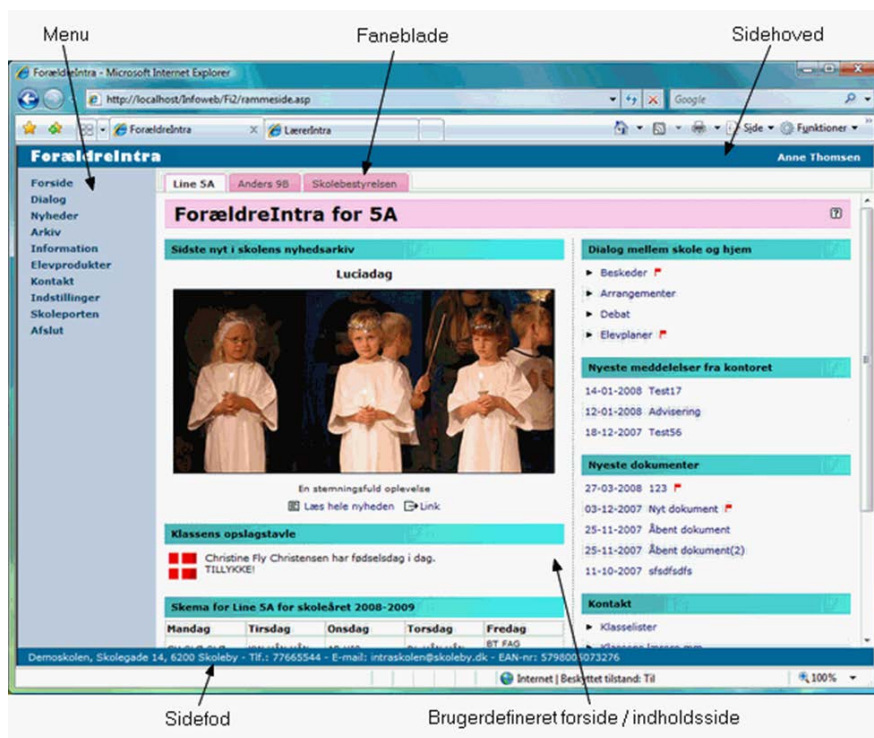 Menu
Faneblade
Sidehoved
ForældreIntra - Microsoft Internet Explorer
http://localhost/Infoweb/Fi2/rammeside.asp
Google
ForældreIntra
LærerIntra
Side
Funktioner
ForældreIntra
Anne Thomsen
Forside
Dialog
Nyheder
Arkiv
Information
Elevprodukter
Kontakt
Indstillinger
Skoleporten
Afslut
Line 5A
Anders 9B
Skolebestyrelsen
ForældreIntra for 5A
Sidste nyt i skolens nyhedsarkiv
Luciadag
En stemningsfuld oplevelse
Læs hele nyheden
Link
Klassens opslagstavle
Christine Fly Christensen har fødselsdag i dag.
TILLYKKE!
Skema for Line 5A for skoleåret 2008-2009
Mandag Tirsdag Onsdag Torsdag Fredag
BT FAG
Dialog mellem skole og hjem
Beskeder
Arrangementer
Debat
Elevplaner
Nyeste meddelelser fra kontoret
14-01-2008 Test17
12-01-2008 Advisering
18-12-2007 Test56
Nyeste dokumenter
27-03-2008 123
03-12-2007 Nyt dokument
25-11-2007 Åbent dokument
25-11-2007 Åbent dokument(2)
11-10-2007 sfsdfsdfs
Kontakt
Klasselister
Demoskolen, Skolegade 14, 6200 Skoleby - Tlf.: 77665544 - E-mail: intraskolen@skoleby.dk - EAN-nr: 5798005073276
Internet | Beskyttet tilstand: Til
100%
Sidefod
Brugerdefineret forside / indholdsside